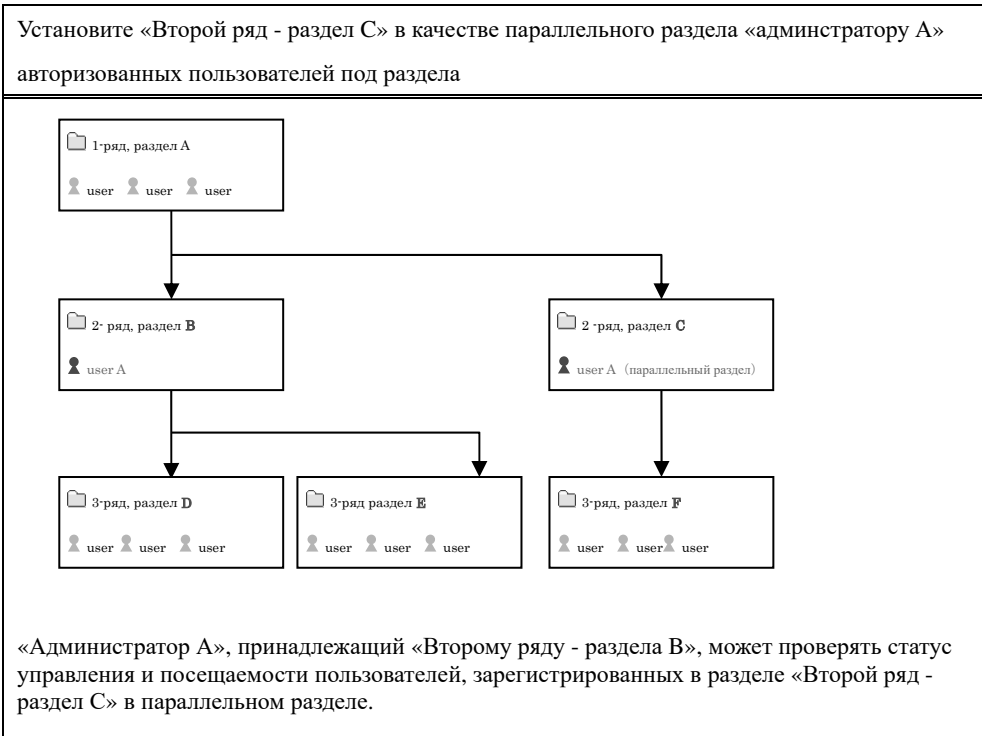 Установите «Второй ряд - раздел С» в качестве параллельного раздела «админстратору А»
авторизованных пользователей под раздела
1-ряд, раздел A
user user user
2- ряд, раздел B
user A
2 -ряд, раздел C
user A (параллельный раздел)
3-ряд, раздел D
user user user
3-ряд раздел E
user user user
3-ряд, раздел F
user user user
«Администратор А», принадлежащий «Второму ряду - раздела В», может проверять статус
управления и посещаемости пользователей, зарегистрированных в разделе «Второй ряд -
раздел С» в параллельном разделе.